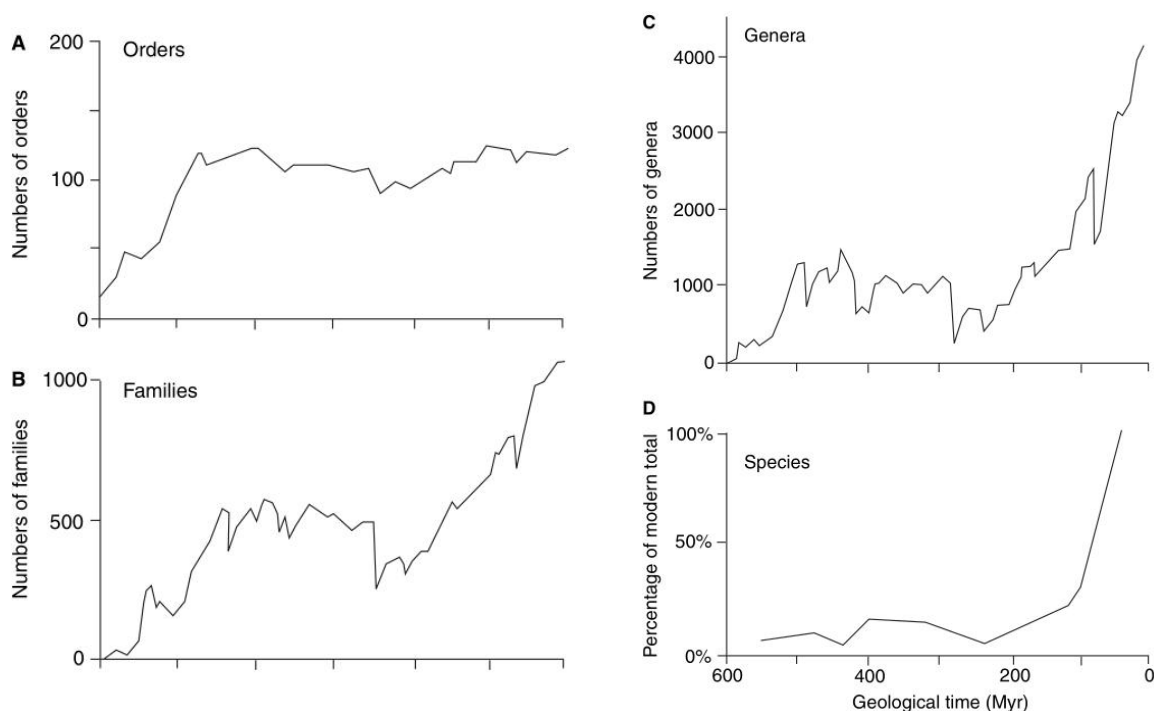 A
Orders
200
100
0
Numbers of orders
B
Families
1000
500
0
Numbers of families
C
Genera
4000
3000
2000
1000
0
Numbers of genera
D
Species
100%
50%
0%
Percentage of modern total
600
400
200
0
Geological time (Myr)